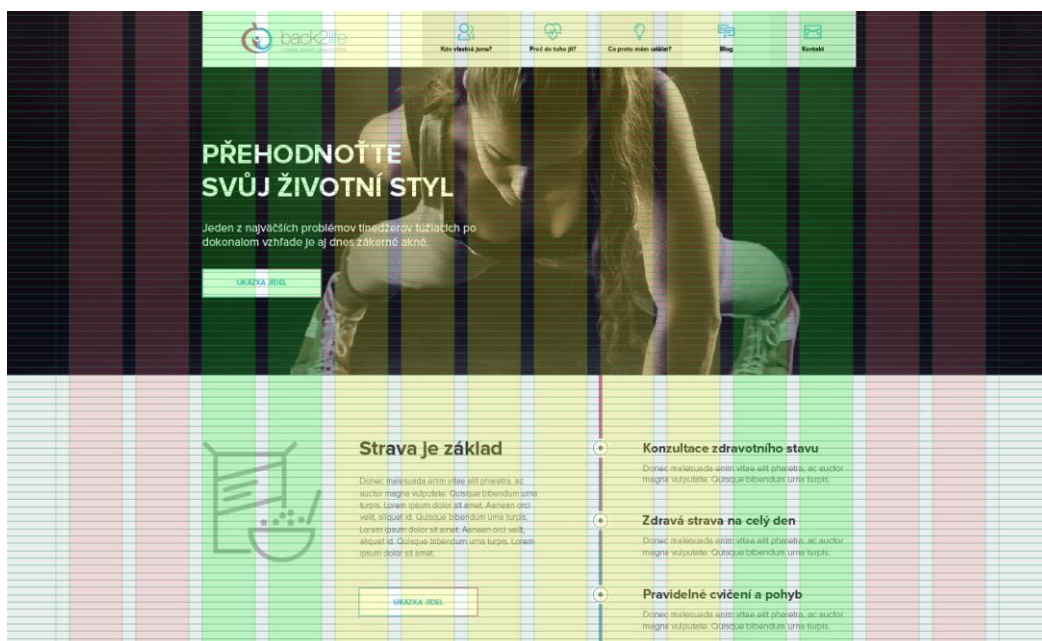 back2life
Kdo vlastně jsme?
Proč do toho jít?
Co proto mám udělat?
Blog
Kontakt
PŘEHODNOŤTE
SVŮJ ŽIVOTNÍ STYL
Jeden z najväčších problémov tínedžerov túžiacich po
dokonalom vzhľade je aj dnes zákerné akné.
UKÁZKA JÍDEL
Strava je základ
Donec malesuada enim vitae elit pharetra, ac
auctor magna vulputate. Quisque bibendum urna
turpis. Lorem ipsum dolor sit amet. Aenean orci
velit, aliquet id. Quisque bibendum urna turpis.
Lorem ipsum dolor sit amet. Aenean orci velit,
aliquet id. Quisque bibendum urna turpis. Lorem
ipsum dolor sit amet.
UKÁZKA JÍDEL
Konzultace zdravotního stavu
Donec malesuada enim vitae elit pharetra, ac auctor
magna vulputate. Quisque bibendum urna turpis.
Zdravá strava na celý den
Donec malesuada enim vitae elit pharetra, ac auctor
magna vulputate. Quisque bibendum urna turpis.
Pravidelné cvičení a pohyb
Donec malesuada enim vitae elit pharetra, ac auctor
magna vulputate. Quisque bibendum urna turpis.